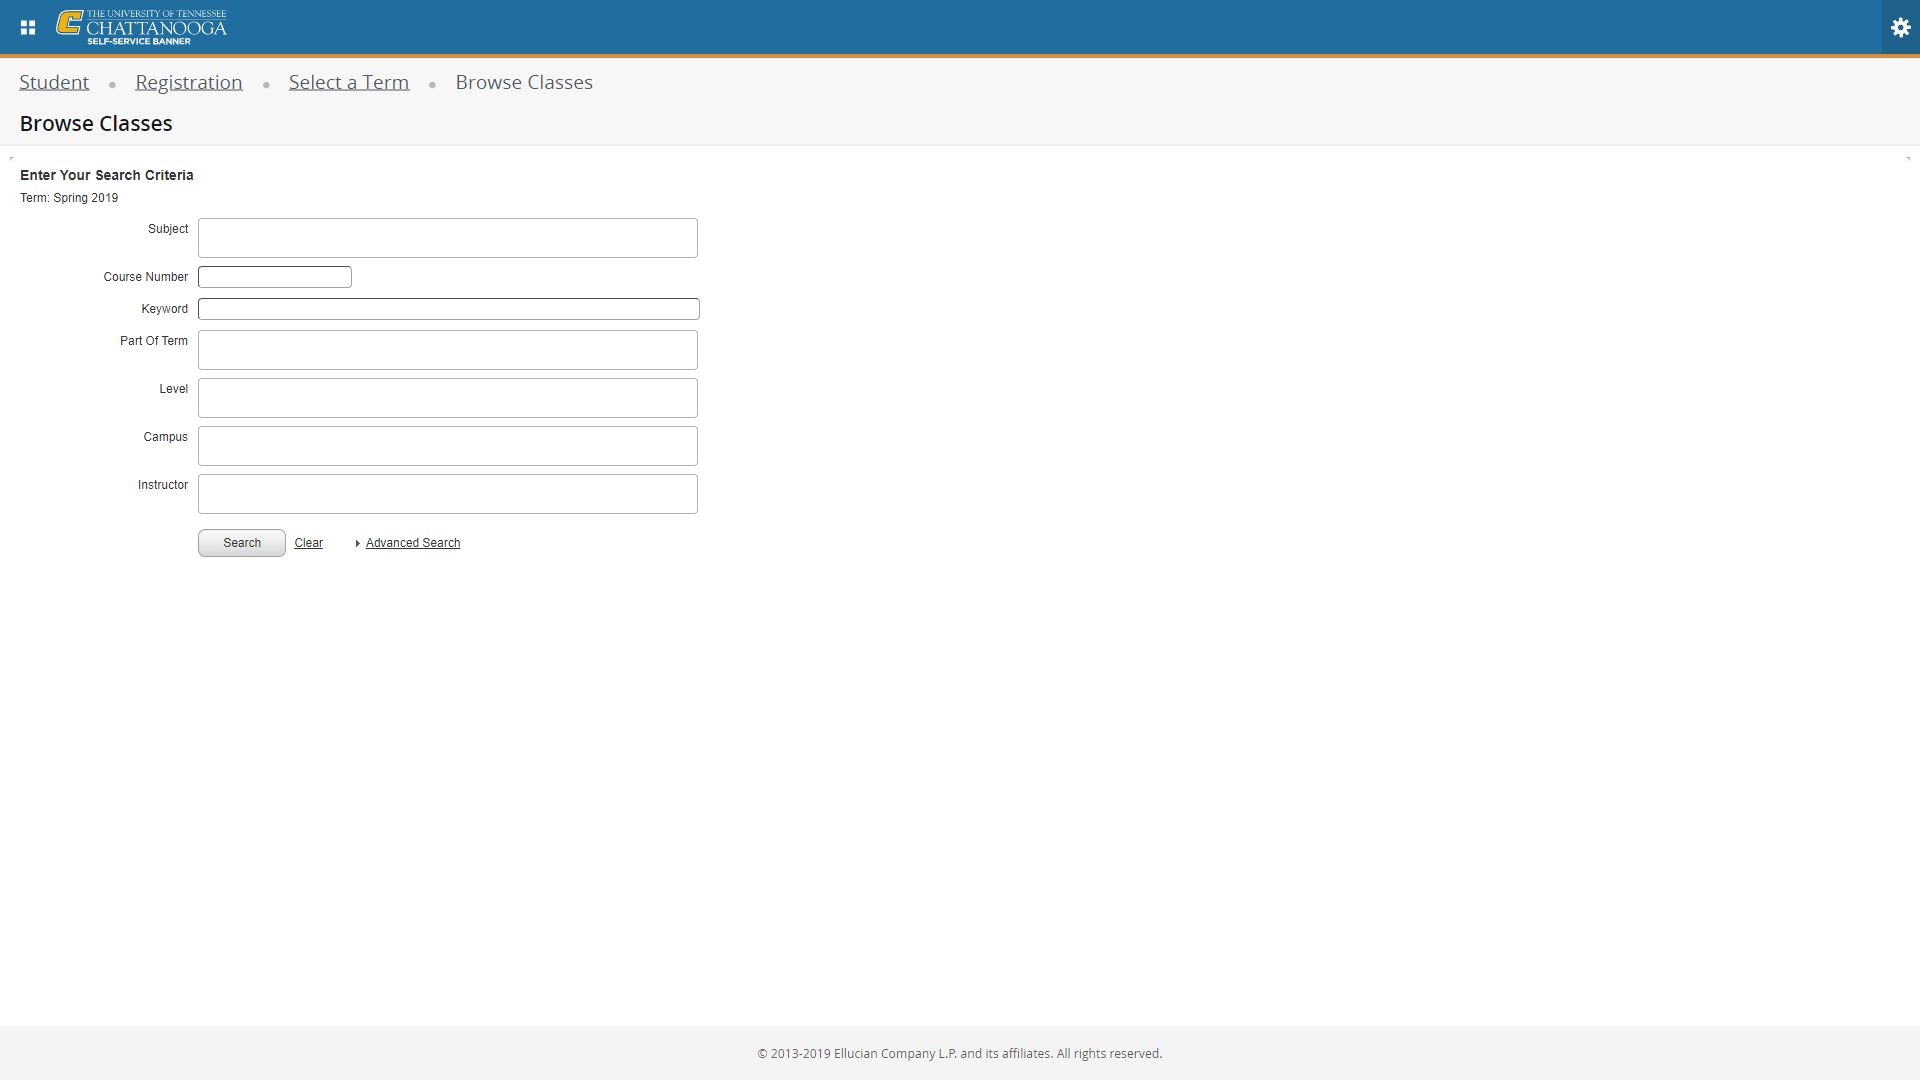 THE UNIVERSITY OF TENNESSEE
CHATTANOOGA
SELF-SERVICE BANNER
Student • Registration • Select a Term • Browse Classes
Browse Classes
Enter Your Search Criteria
Term: Spring 2019
Subject
Course Number
Keyword
Part Of Term
Level
Campus
Instructor
Search Clear Advanced Search
© 2013-2019 Ellucian Company L.P. and its affiliates. All rights reserved.